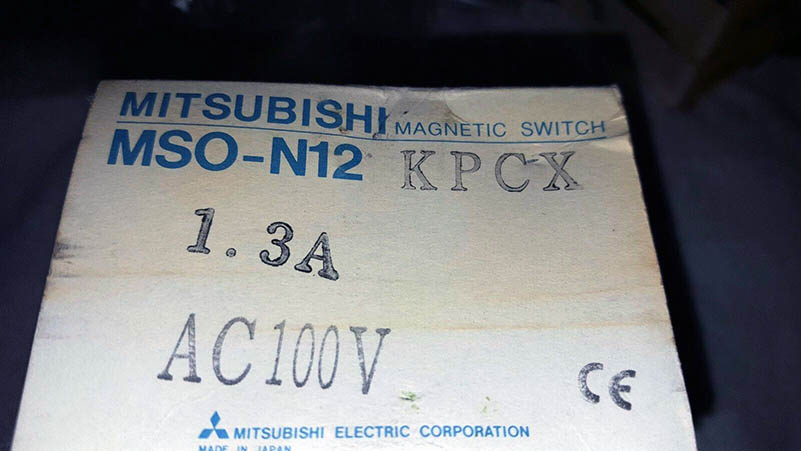 MITSUBISHI MAGNETIC SWITCH
MSO-N12 KPCX
1.3A
AC100V
CE
MITSUBISHI ELECTRIC CORPORATION
MADE IN JAPAN